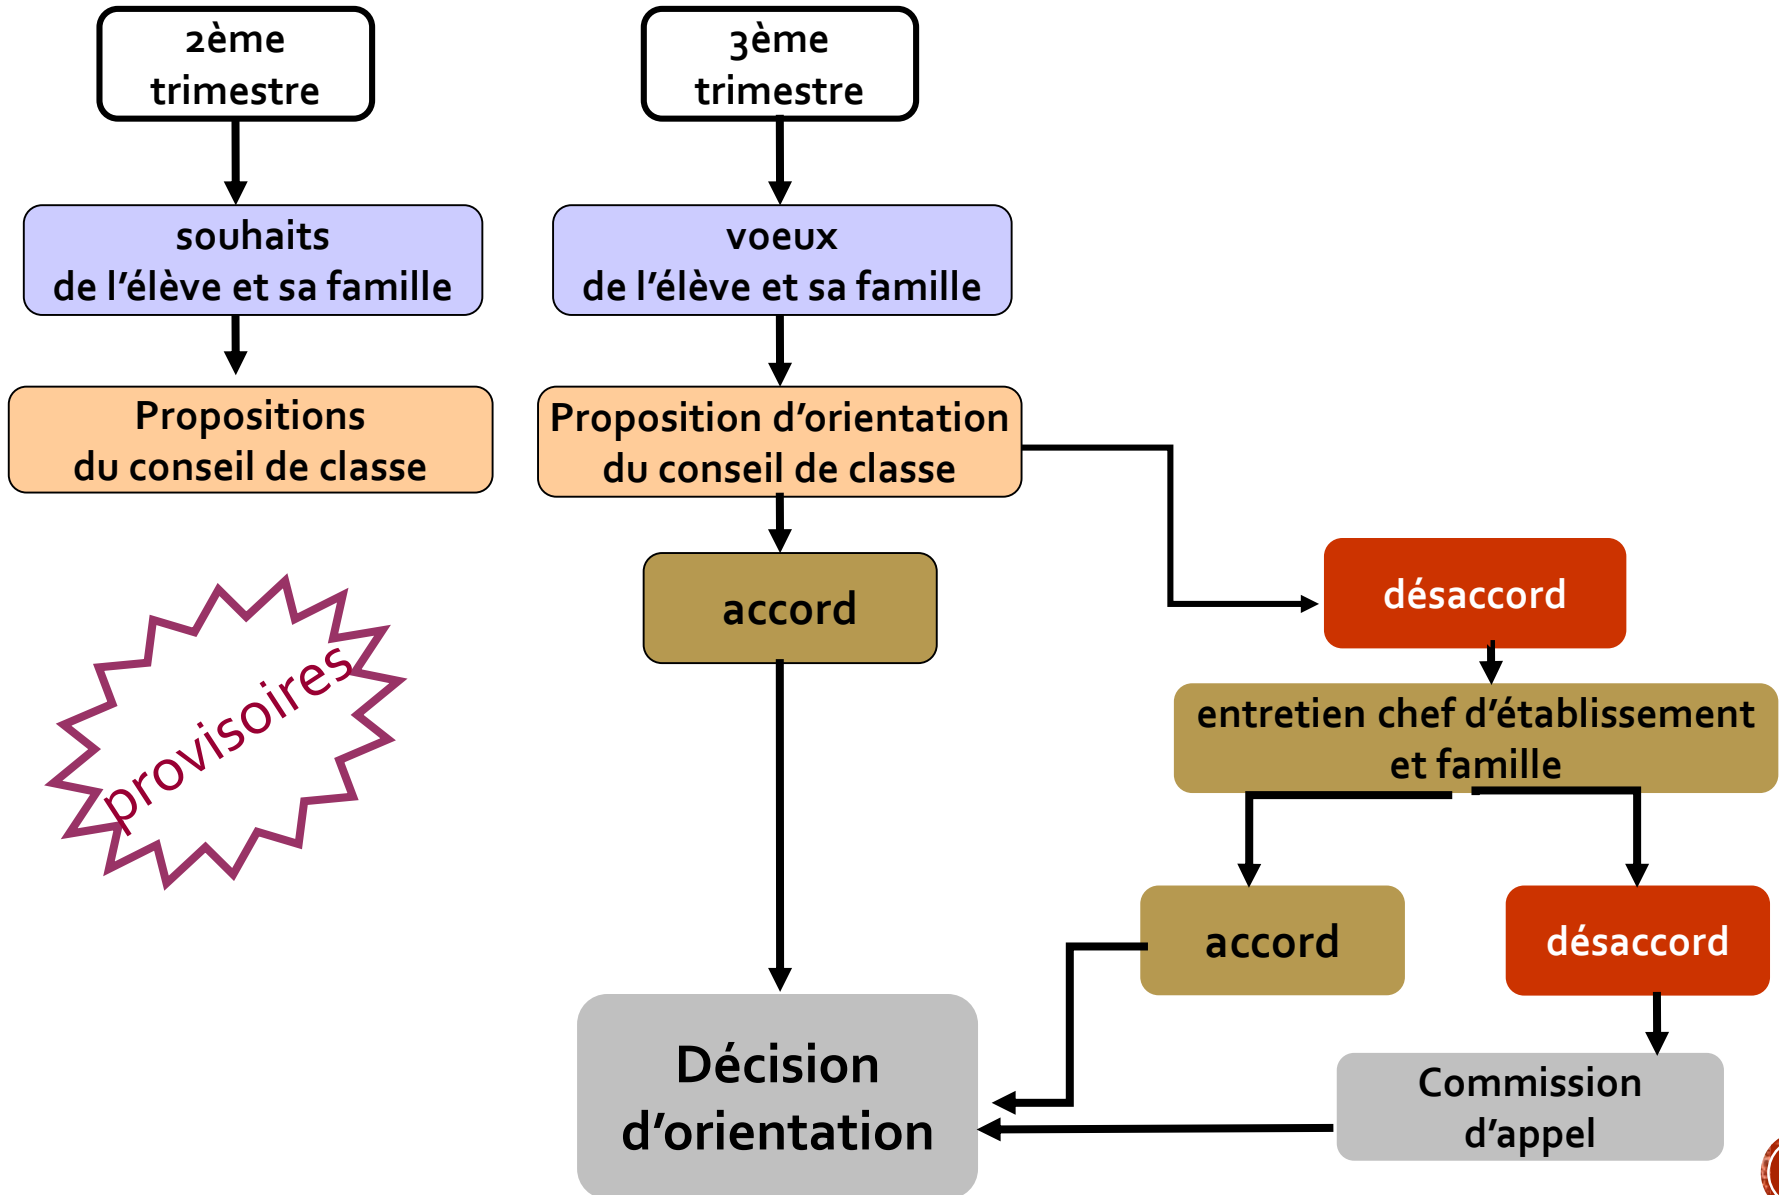 2ème
trimestre
souhaits
de l'élève et sa famille
Propositions
du conseil de classe
provisoires
3ème
trimestre
voeux
de l'élève et sa famille
Proposition d'orientation
du conseil de classe
accord
désaccord
entretien chef d'établissement
et famille
accord
désaccord
Commission
d'appel
Décision
d'orientation